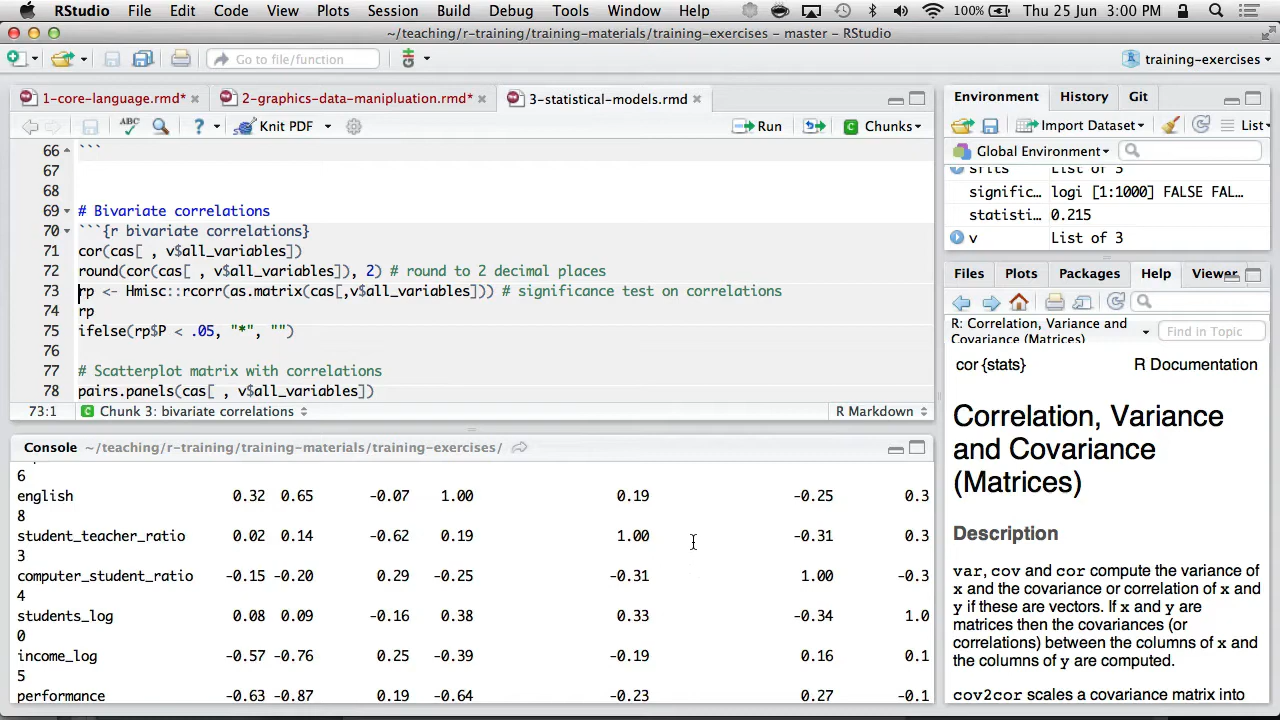 RStudio File Edit Code View Plots Session Build Debug Tools Window Help 100% Thu 25 Jun 3:00 PM
~/teaching/r-training/training-materials/training-exercises - master - RStudio
Go to file/function training-exercises
1-core-language.rmd* 2-graphics-data-manipluation.rmd* 3-statistical-models.rmd
ABC ? Knit PDF Run Chunks
66 ```
67
68
69 # Bivariate correlations
70 ```{r bivariate correlations}
71 cor(cas[ , v$all_variables])
72 round(cor(cas[ , v$all_variables]), 2) # round to 2 decimal places
73 rp <- Hmisc::rcorr(as.matrix(cas[,v$all_variables])) # significance test on correlations
74 rp
75 ifelse(rp$P < .05, "*", "")
76
77 # Scatterplot matrix with correlations
78 pairs.panels(cas[ , v$all_variables])
73:1 Chunk 3: bivariate correlations R Markdown
Console ~/teaching/r-training/training-materials/training-exercises/
6
english 0.32 0.65 -0.07 1.00 0.19 -0.25 0.3
8
student_teacher_ratio 0.02 0.14 -0.62 0.19 1.00 -0.31 0.3
3
computer_student_ratio -0.15 -0.20 0.29 -0.25 -0.31 1.00 -0.3
4
students_log 0.08 0.09 -0.16 0.38 0.33 -0.34 1.0
0
income_log -0.57 -0.76 0.25 -0.39 -0.19 0.16 0.1
5
performance -0.63 -0.87 0.19 -0.64 -0.23 0.27 -0.1
Environment History Git
Import Dataset List
Global Environment
sfits List of 3
signific… logi [1:1000] FALSE FAL…
statisti… 0.215
v List of 3
Files Plots Packages Help Viewer
R: Correlation, Variance and Covariance (Matrices) Find in Topic
cor {stats} R Documentation
Correlation, Variance
and Covariance
(Matrices)
Description
var, cov and cor compute the variance of
x and the covariance or correlation of x and
y if these are vectors. If x and y are
matrices then the covariances (or
correlations) between the columns of x and
the columns of y are computed.
cov2cor scales a covariance matrix into